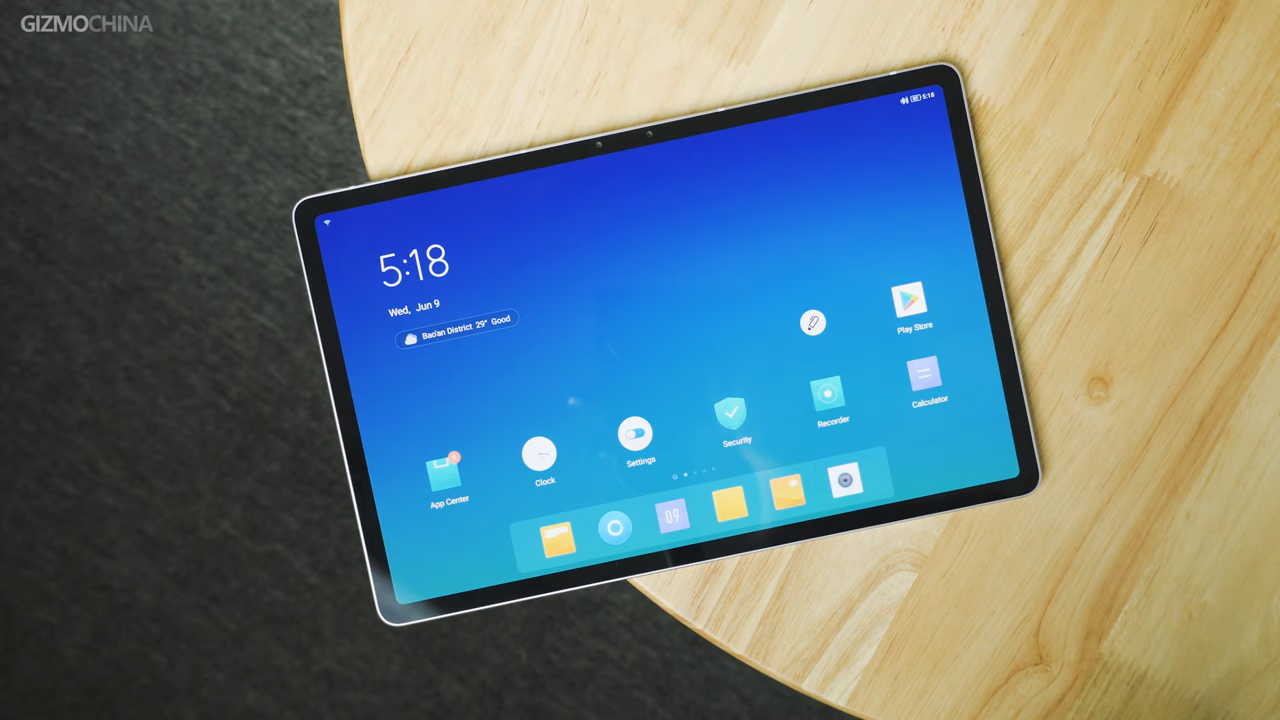 GIZMOCHINA
5:18
5:18
Wed, Jun 9
Bao'an District 29° Good
Play Store
App Center
Clock
Settings
Security
Recorder
Calculator
09